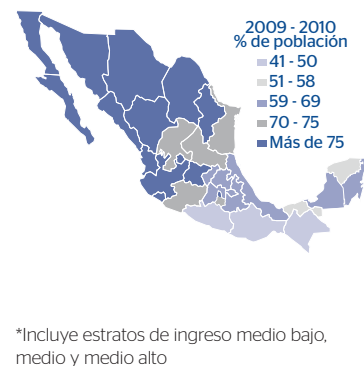 2009 - 2010
% de población
41 - 50
51 - 58
59 - 69
70 - 75
Más de 75
*Incluye estratos de ingreso medio bajo,
medio y medio alto